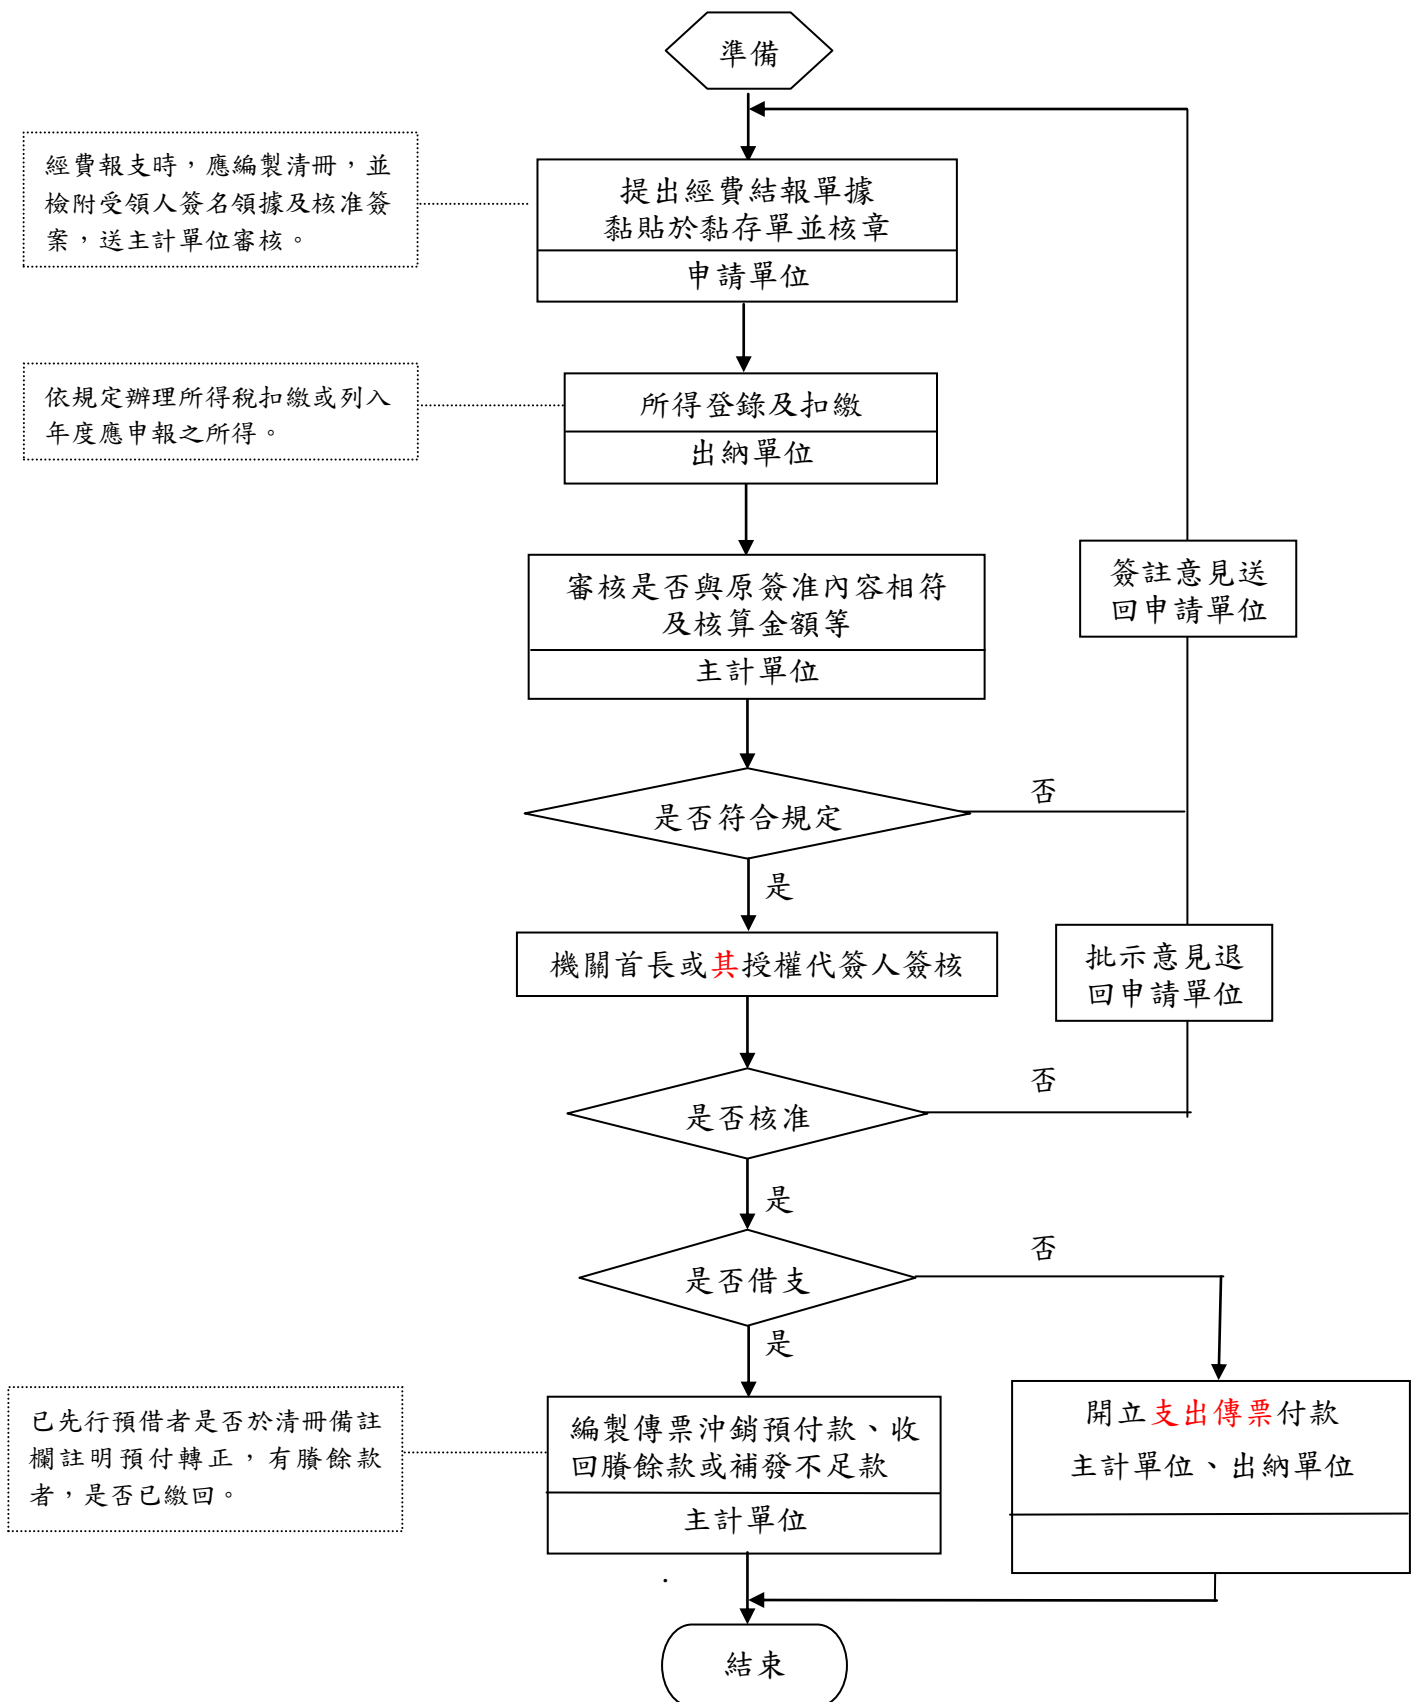 準備
經費報支時，應編製清冊，並
檢附受領人簽名領據及核准簽
案，送主計單位審核。
提出經費結報單據
黏貼於黏存單並核章
申請單位
依規定辦理所得稅扣繳或列入
年度應申報之所得。
所得登錄及扣繳
出納單位
審核是否與原簽准內容相符
及核算金額等
主計單位
簽註意見送
回申請單位
是否符合規定
否
是
機關首長或其授權代簽人簽核
批示意見退
回申請單位
是否核准
否
是
是否借支
否
是
已先行預借者是否於清冊備註
欄註明預付轉正，有賸餘款
者，是否已繳回。
編製傳票沖銷預付款、收
回賸餘款或補發不足款
主計單位
開立支出傳票付款
主計單位、出納單位
.
結束